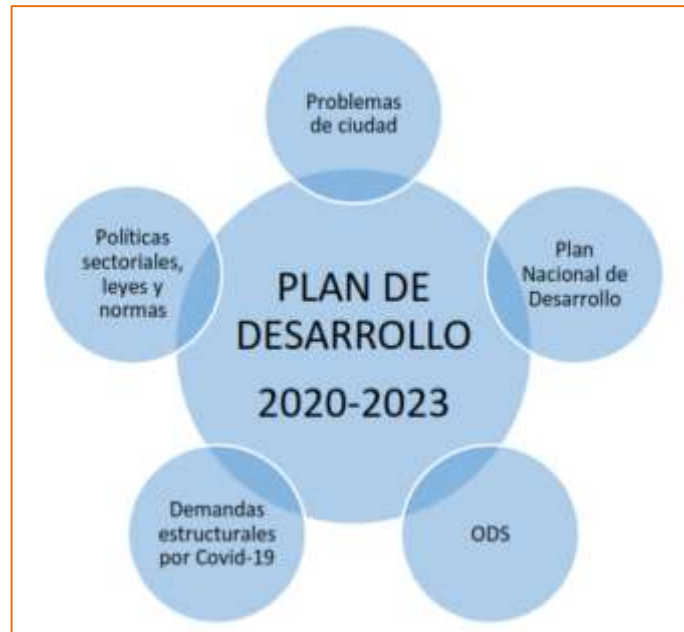 Problemas
de ciudad
Políticas
sectoriales,
leyes y
normas
Plan
Nacional de
Desarrollo
PLAN DE
DESARROLLO
2020-2023
Demandas
estructurales
por Covid-19
ODS